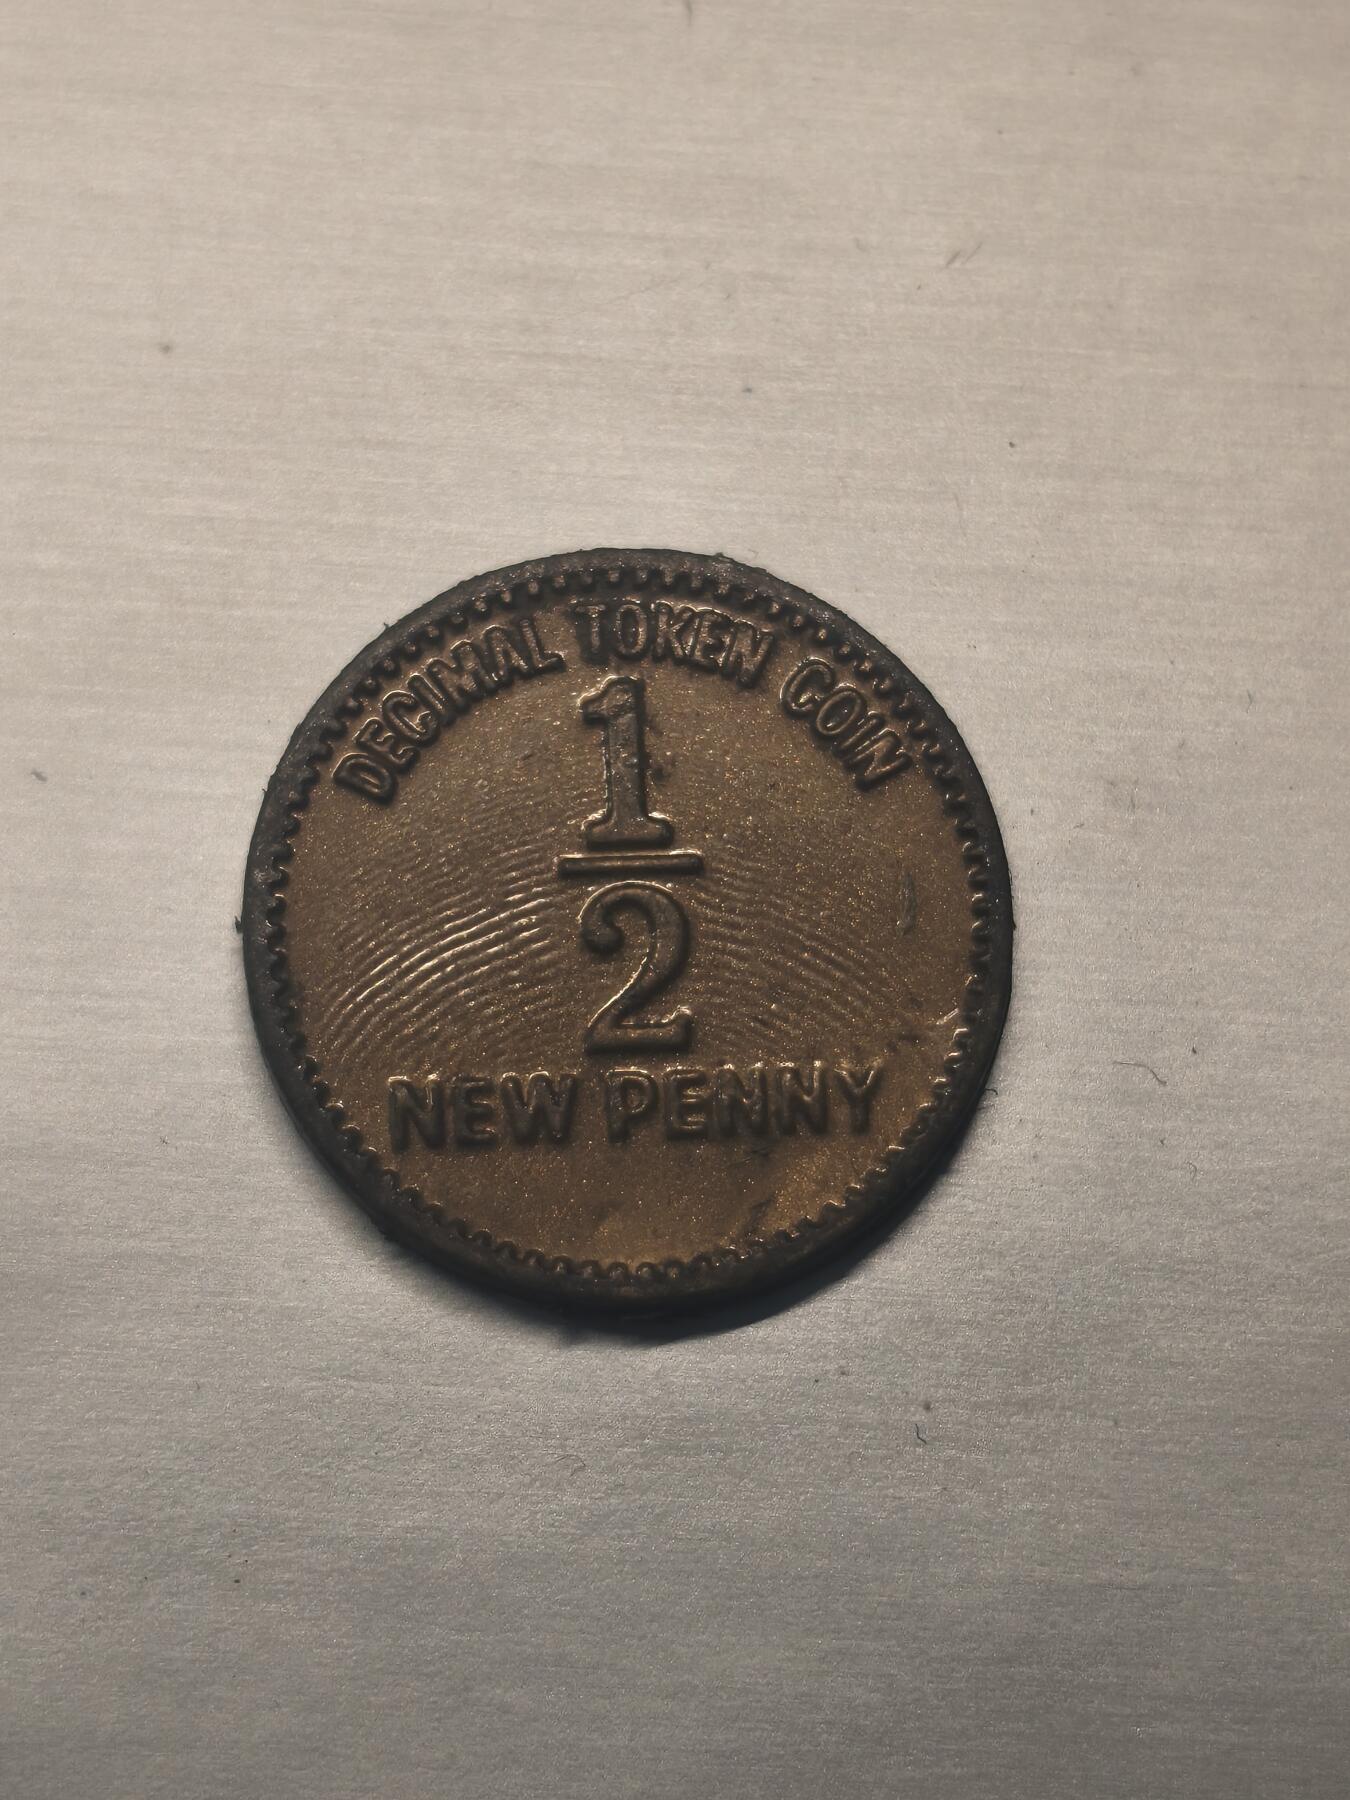 DECIMAL TOKEN COIN
1
2
NEW PENNY